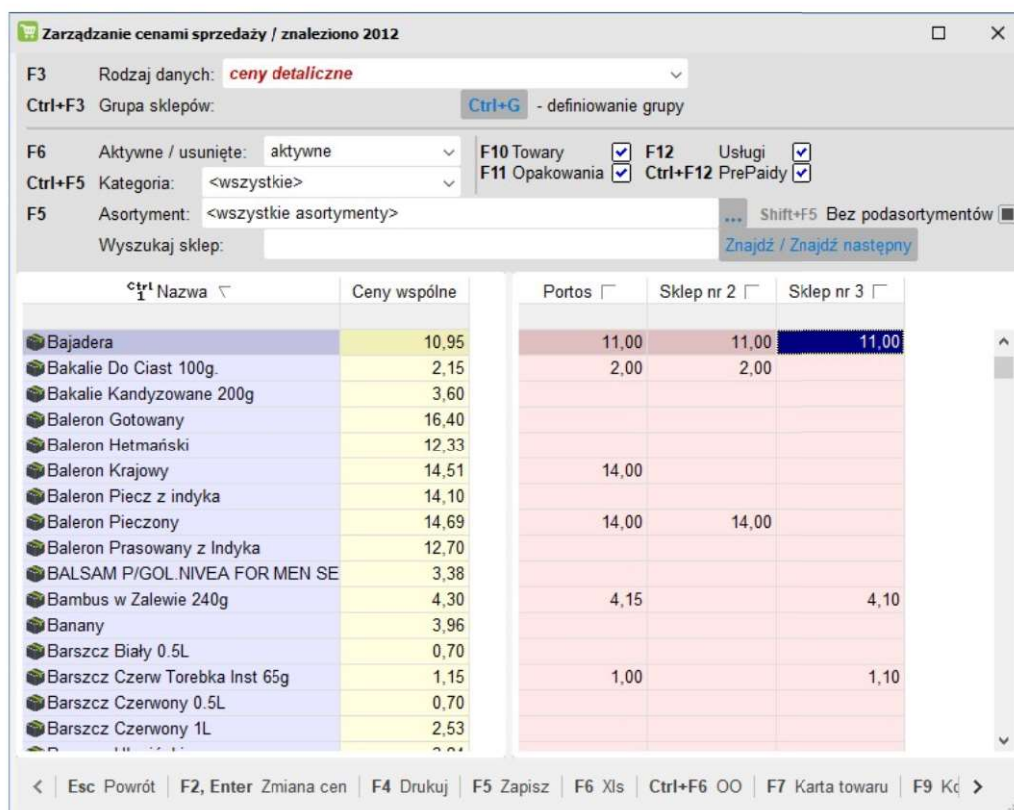 Zarządzanie cenami sprzedaży / znaleziono 2012
F3 Rodzaj danych: ceny detaliczne
Ctrl+F3 Grupa sklepów: Ctrl+G - definiowanie grupy
F6 Aktywne / usunięte: aktywne F10 Towary F12 Usługi
Ctrl+F5 Kategoria: <wszystkie> F11 Opakowania Ctrl+F12 PrePaidy
F5 Asortyment: <wszystkie asortymenty> ... Shift+F5 Bez podasortymentów
Wyszukaj sklep: Znajdź / Znajdź następny
Ctrl 1 Nazwa Ceny wspólne Portos Sklep nr 2 Sklep nr 3
Bajadera 10,95 11,00 11,00 11,00
Bakalie Do Ciast 100g. 2,15 2,00 2,00
Bakalie Kandyzowane 200g 3,60
Baleron Gotowany 16,40
Baleron Hetmański 12,33
Baleron Krajowy 14,51 14,00
Baleron Piecz z indyka 14,10
Baleron Pieczony 14,69 14,00 14,00
Baleron Prasowany z Indyka 12,70
BALSAM P/GOL.NIVEA FOR MEN SE 3,38
Bambus w Zalewie 240g 4,30 4,15 4,10
Banany 3,96
Barszcz Biały 0.5L 0,70
Barszcz Czerw Torebka Inst 65g 1,15 1,00 1,10
Barszcz Czerwony 0.5L 0,70
Barszcz Czerwony 1L 2,53
< Esc Powrót F2, Enter Zmiana cen F4 Drukuj F5 Zapisz F6 Xls Ctrl+F6 OO F7 Karta towaru F9 >